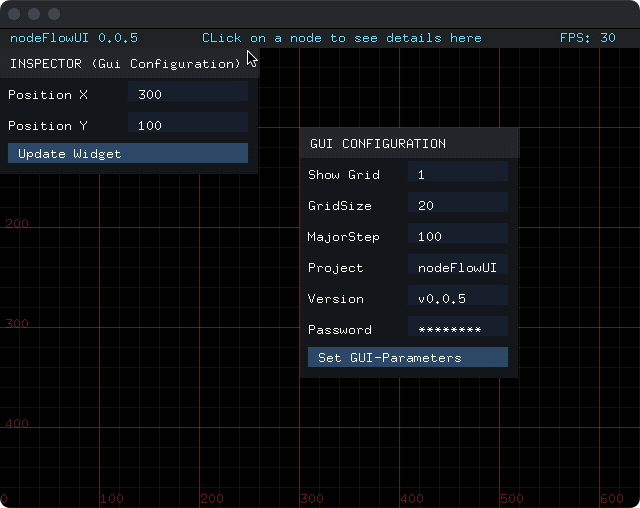 nodeFlowUI 0.0.5 CLick on a node to see details here FPS: 30
INSPECTOR (Gui Configuration)
Position X 300
Position Y 100
Update Widget
GUI CONFIGURATION
Show Grid 1
GridSize 20
MajorStep 100
Project nodeFlowUI
Version v0.0.5
Password ********
Set GUI-Parameters
200
300
400
0 100 200 300 400 500 600